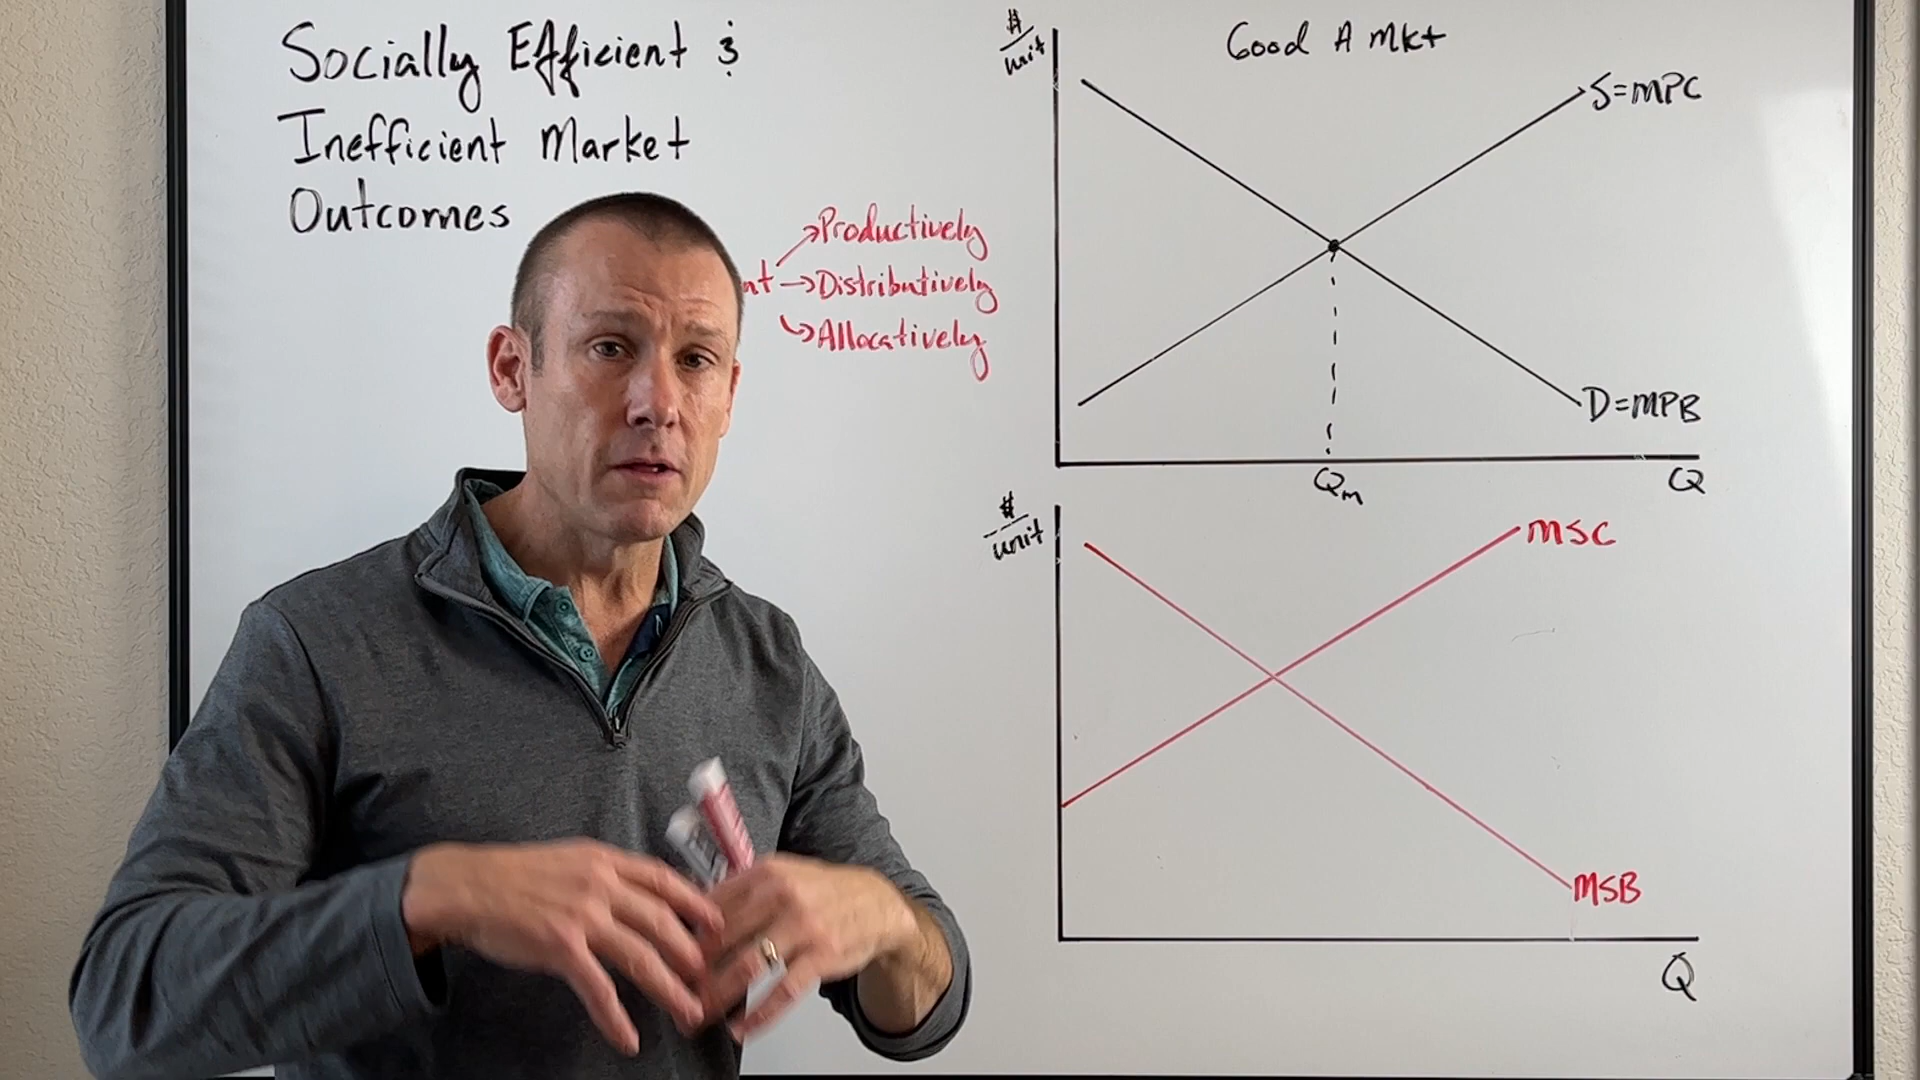 Socially Efficient &
Inefficient Market
Outcomes
→Productively
nt →Distributively
→Allocatively
$/unit
Good A Mkt
S=MPC
D=MPB
Qm
Q
$/unit
MSC
MSB
Q